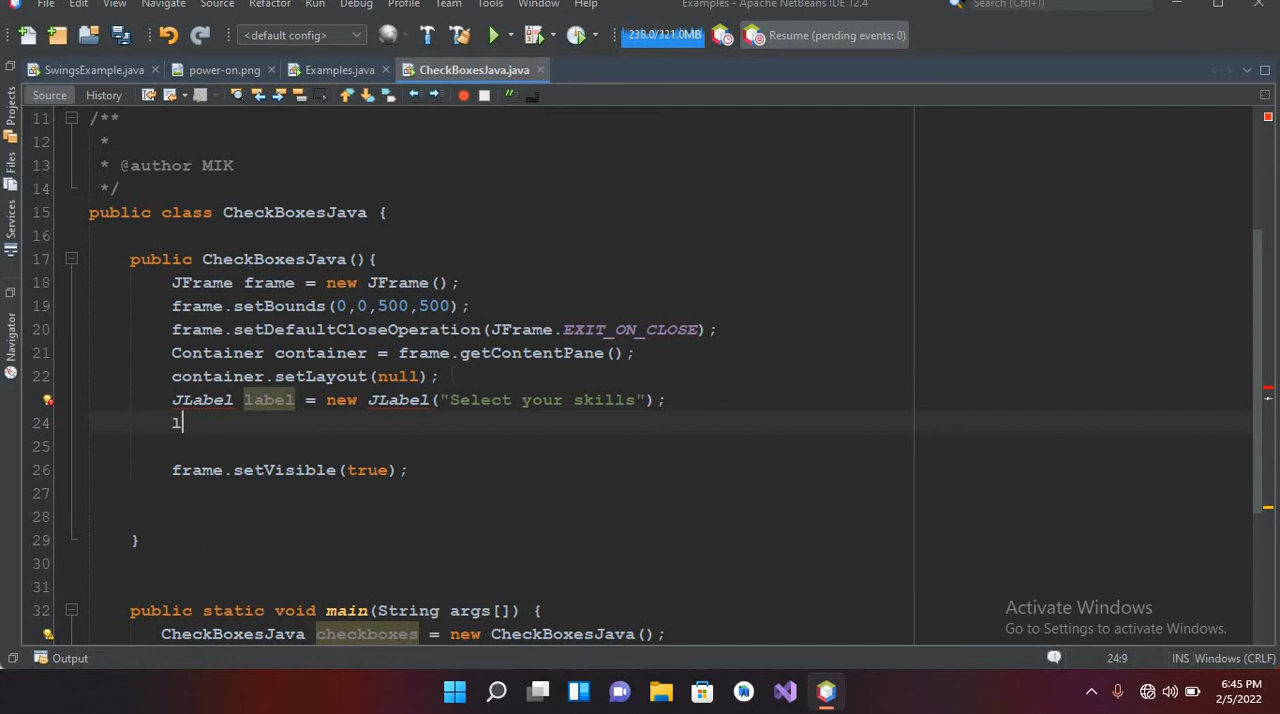 File Edit View Navigate Source Refactor Run Debug Profile Team Tools Window Help Examples - Apache NetBeans IDE 12.4 Search (Ctrl+I)
<default config> 238.0/321.0MB Resume (pending events: 0)
SwingsExample.java power-on.png Examples.java CheckBoxesJava.java
Source History
Projects
Files
Services
Navigator
11 /**
12 *
13 * @author MIK
14 */
15 public class CheckBoxesJava {
16
17 public CheckBoxesJava(){
18 JFrame frame = new JFrame();
19 frame.setBounds(0,0,500,500);
20 frame.setDefaultCloseOperation(JFrame.EXIT_ON_CLOSE);
21 Container container = frame.getContentPane();
22 container.setLayout(null);
JLabel label = new JLabel("Select your skills");
24 l
25
26 frame.setVisible(true);
27
28
29 }
30
31
32 public static void main(String args[]) {
CheckBoxesJava checkboxes = new CheckBoxesJava();
Activate Windows
Go to Settings to activate Windows.
Output 1 24:9 INS Windows (CRLF)
6:45 PM
2/5/2022